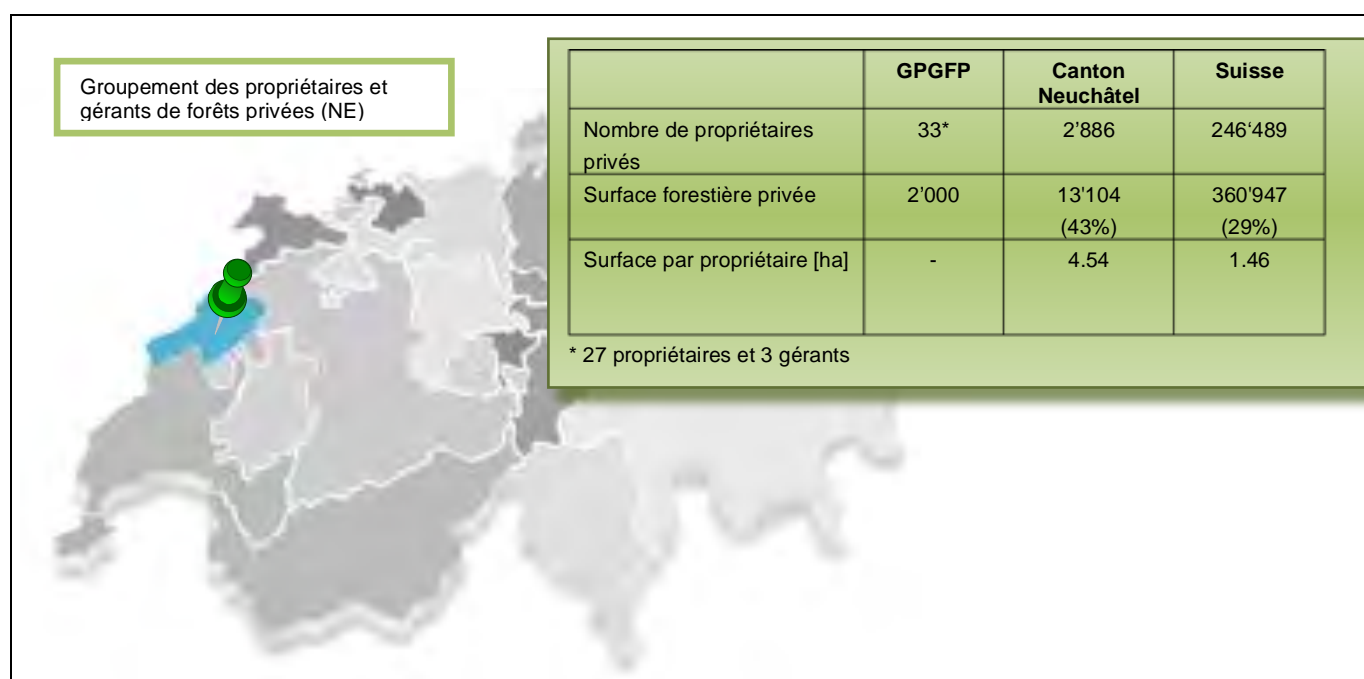 Groupement des propriétaires et
gérants de forêts privées (NE)
GPGFP Canton Suisse
Neuchâtel
Nombre de propriétaires 33* 2’886 246‘489
privés
Surface forestière privée 2’000 13'104 360'947
(43%) (29%)
Surface par propriétaire [ha] - 4.54 1.46
* 27 propriétaires et 3 gérants